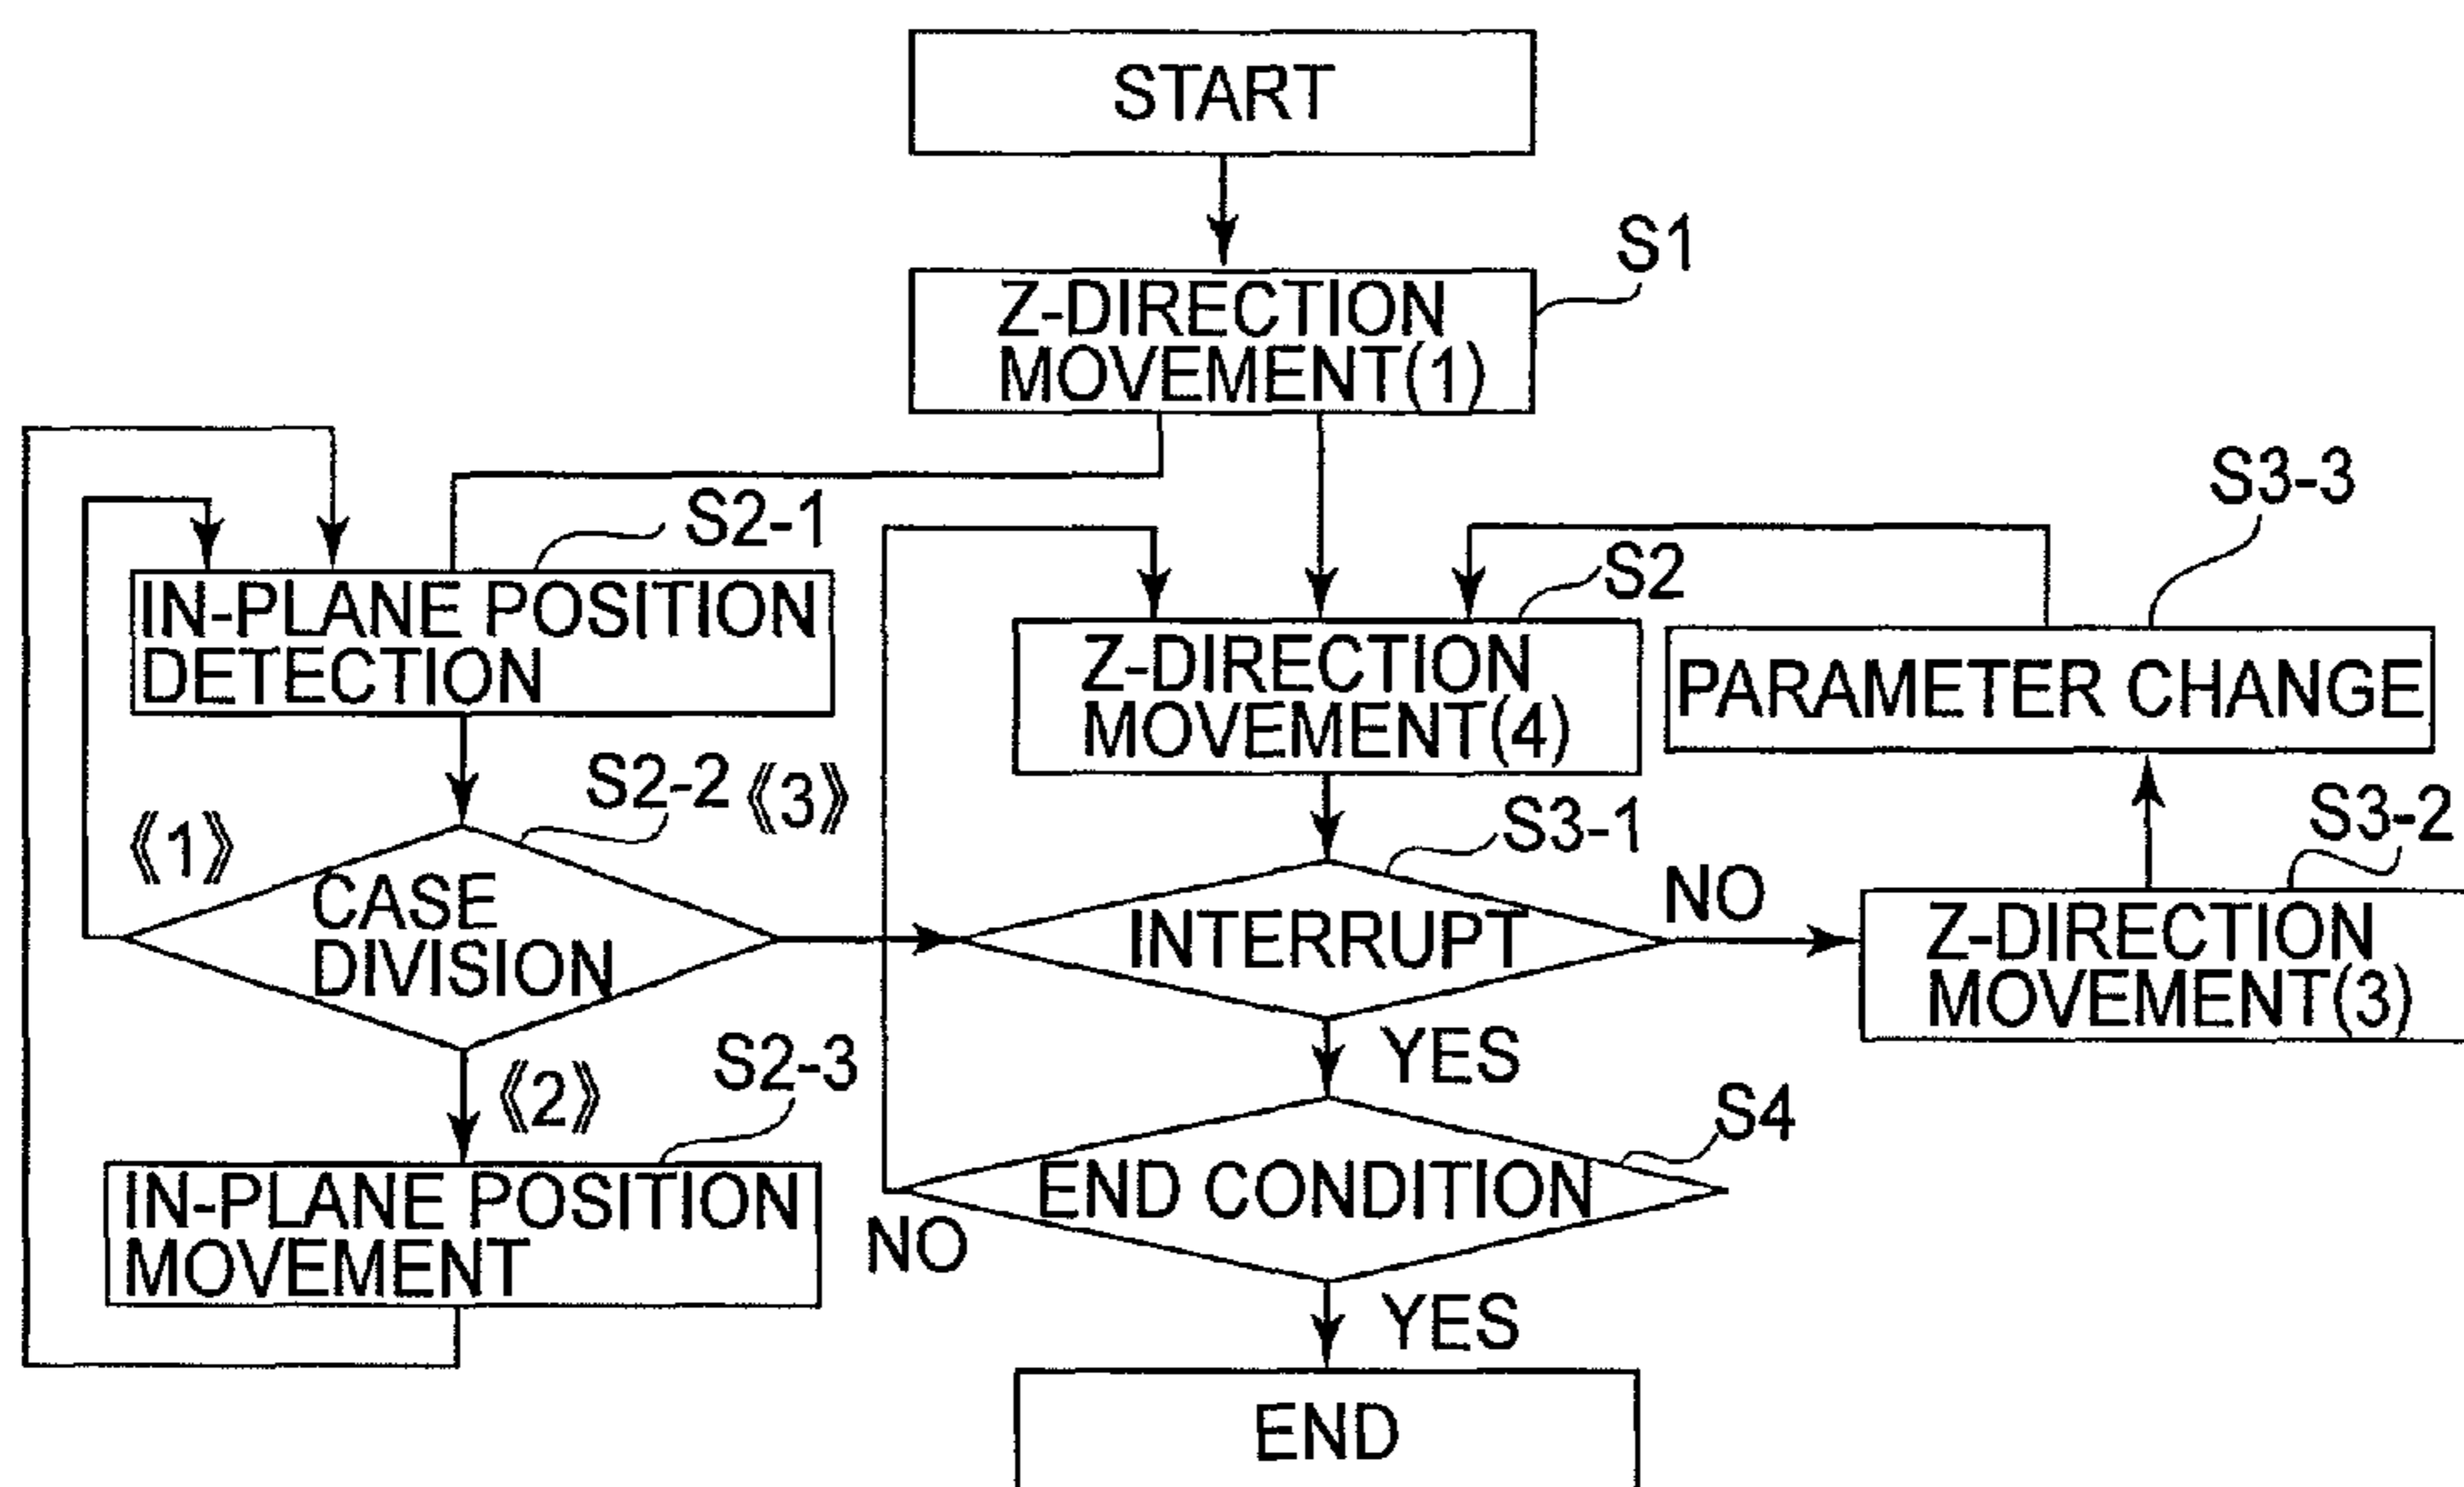 START
S1
Z-DIRECTION
MOVEMENT(1)
S3-3
S2-1
S2
IN-PLANE POSITION
DETECTION
Z-DIRECTION
MOVEMENT(4)
PARAMETER CHANGE
S2-2
《3》
S3-1
S3-2
《1》
CASE
DIVISION
INTERRUPT
NO
Z-DIRECTION
MOVEMENT(3)
YES
S2-3
《2》
S4
IN-PLANE POSITION
MOVEMENT
END CONDITION
NO
YES
END